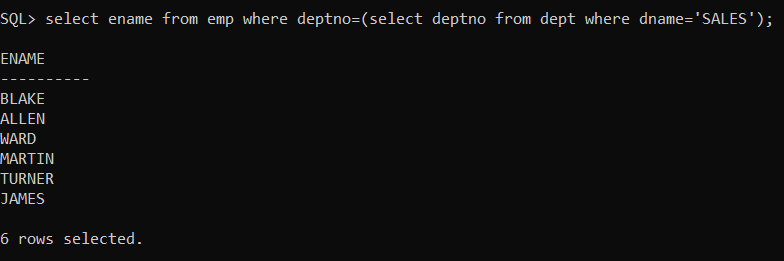 SQL> select ename from emp where deptno=(select deptno from dept where dname='SALES');
ENAME
----------
BLAKE
ALLEN
WARD
MARTIN
TURNER
JAMES
6 rows selected.